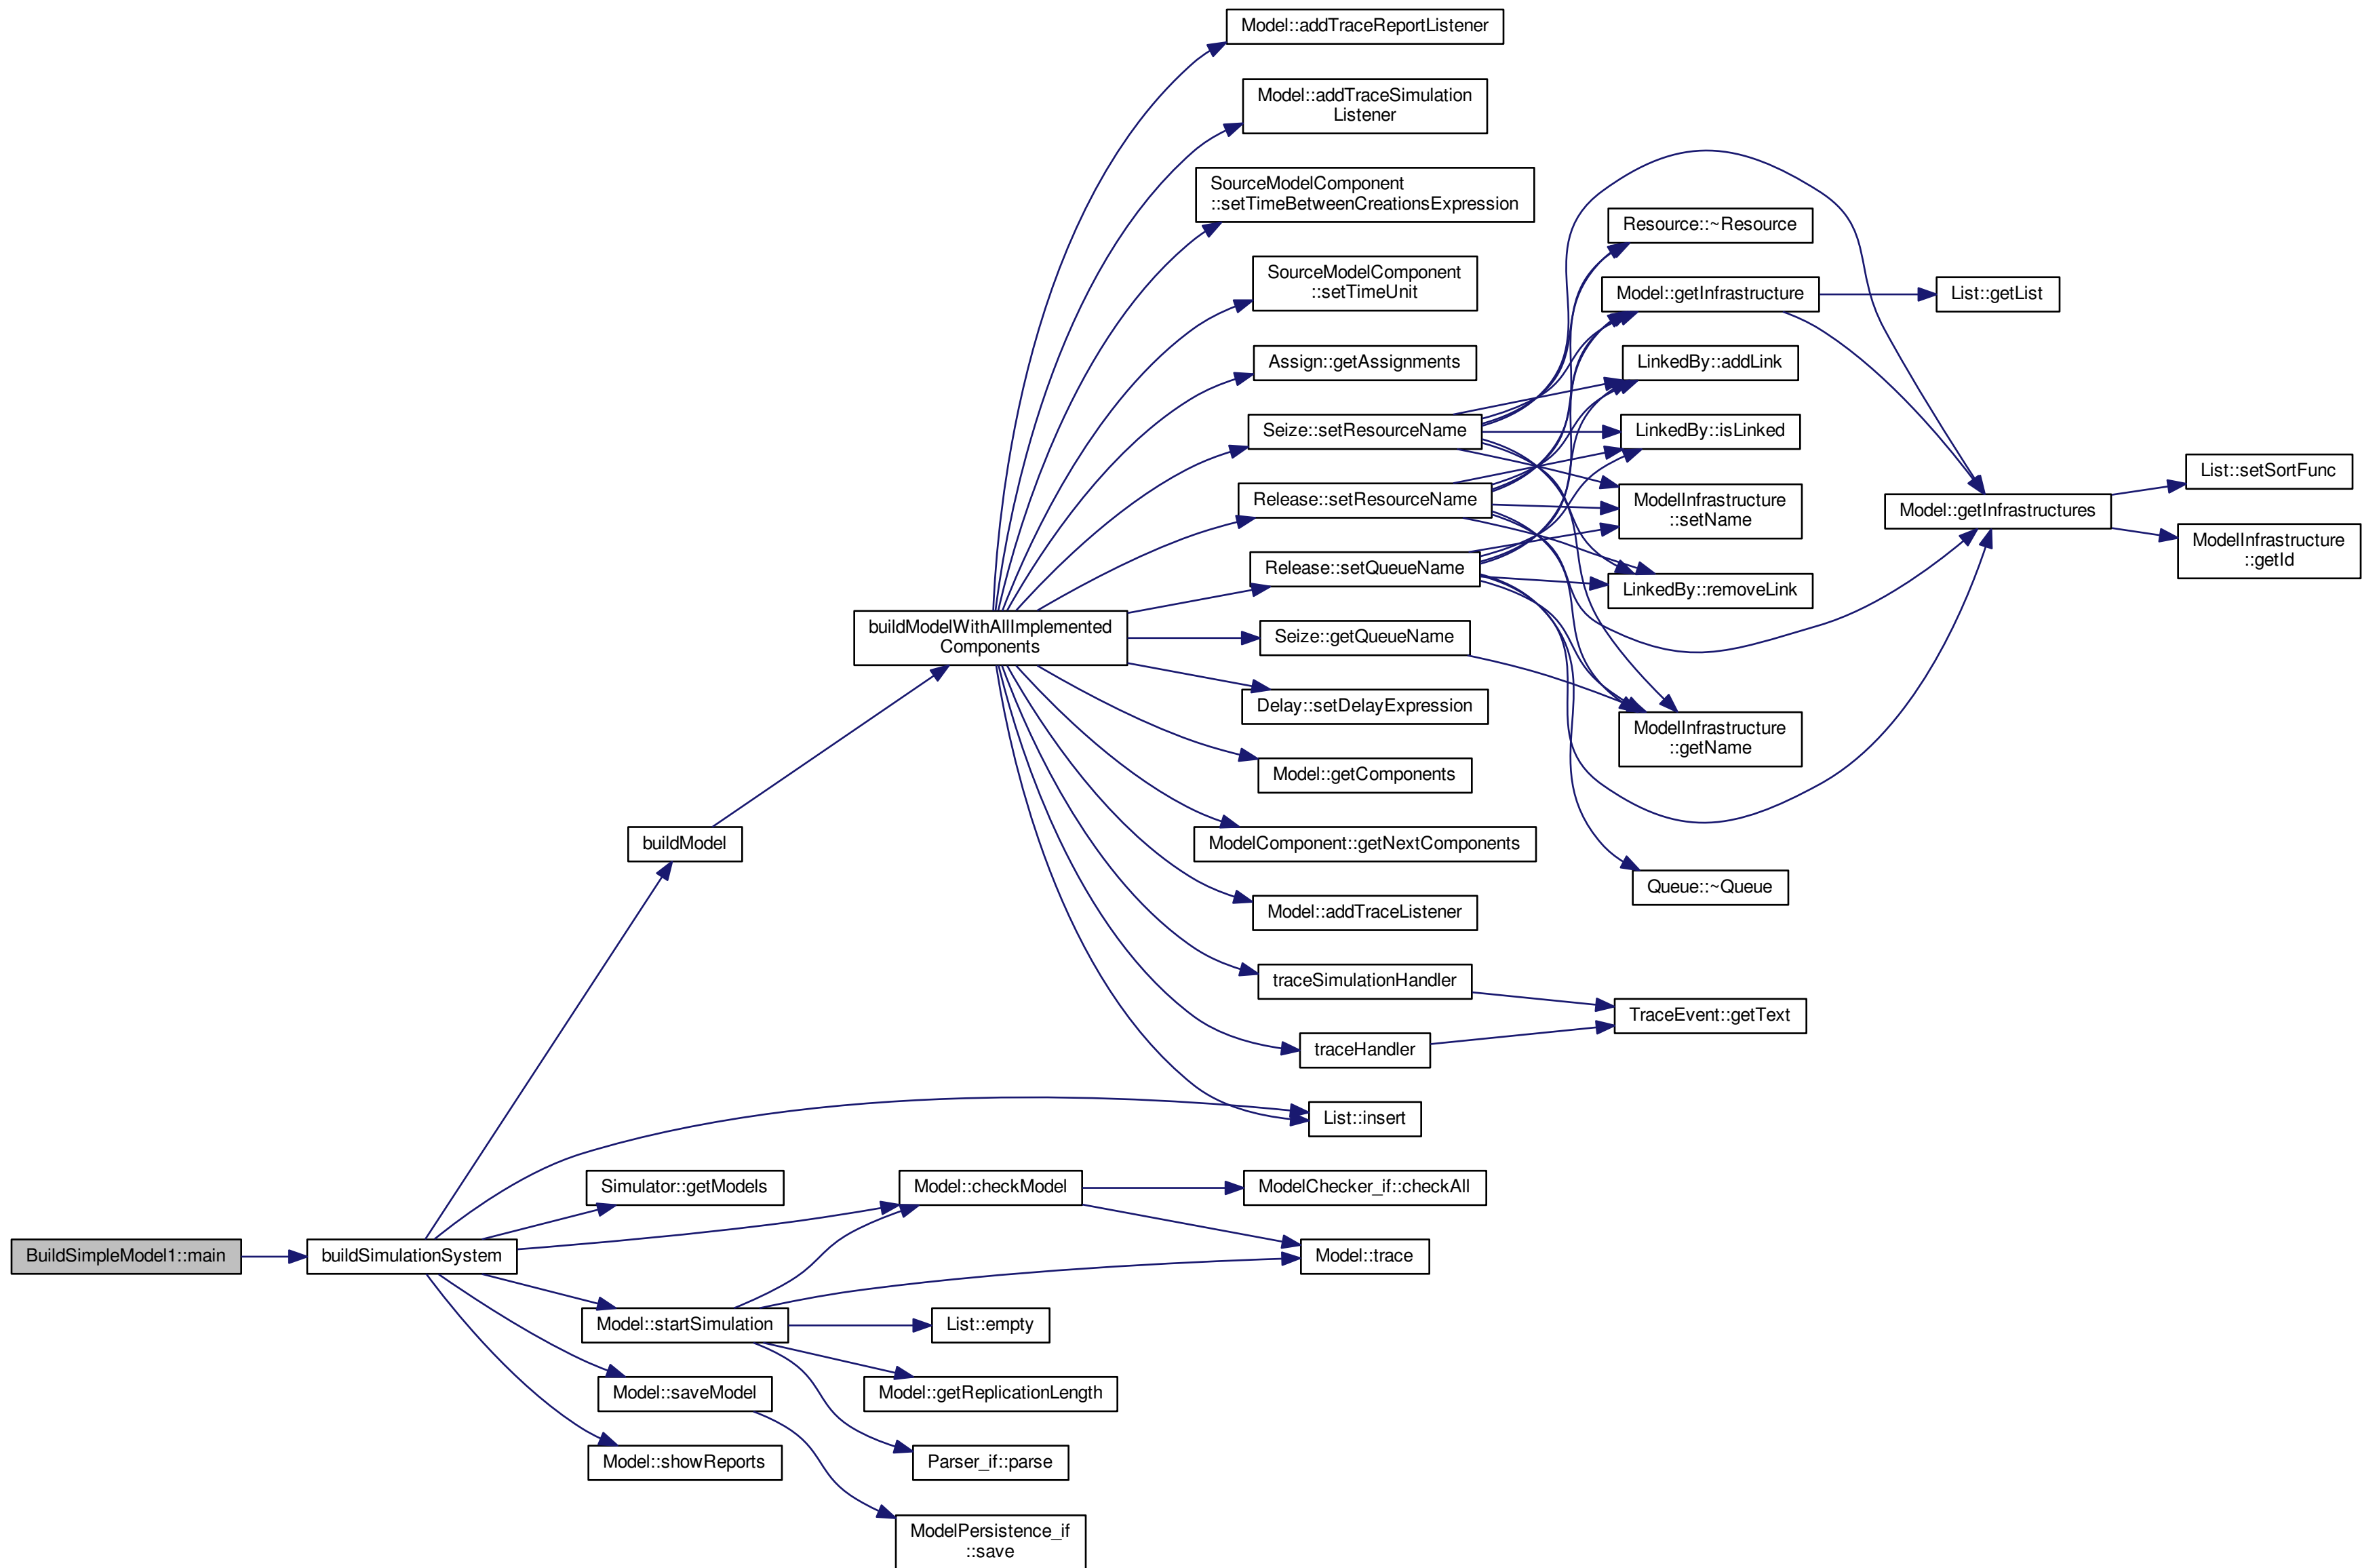 Model::addTraceReportListener
Model::addTraceSimulation
Listener
SourceModelComponent
::setTimeBetweenCreationsExpression
Resource::~Resource
SourceModelComponent
::setTimeUnit
Model::getInfrastructure
List::getList
Assign::getAssignments
LinkedBy::addLink
Seize::setResourceName
LinkedBy::isLinked
List::setSortFunc
Release::setResourceName
ModelInfrastructure
::setName
Model::getInfrastructures
ModelInfrastructure
::getId
Release::setQueueName
LinkedBy::removeLink
buildModelWithAllImplemented
Components
Seize::getQueueName
Delay::setDelayExpression
ModelInfrastructure
::getName
Model::getComponents
buildModel
ModelComponent::getNextComponents
Queue::~Queue
Model::addTraceListener
traceSimulationHandler
TraceEvent::getText
traceHandler
List::insert
Simulator::getModels
Model::checkModel
ModelChecker_if::checkAll
BuildSimpleModel1::main
buildSimulationSystem
Model::trace
Model::startSimulation
List::empty
Model::saveModel
Model::getReplicationLength
Model::showReports
Parser_if::parse
ModelPersistence_if
::save